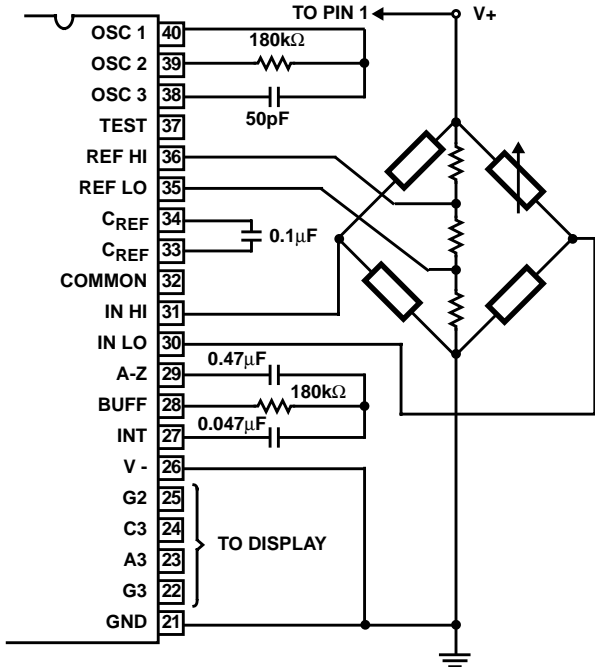 TO PIN 1
V+
OSC 1 40
180kΩ
OSC 2 39
OSC 3 38
50pF
TEST 37
REF HI 36
REF LO 35
CREF 34
0.1µF
CREF 33
COMMON 32
IN HI 31
IN LO 30
0.47µF
A-Z 29
180kΩ
BUFF 28
0.047µF
INT 27
V - 26
G2 25
C3 24
TO DISPLAY
A3 23
G3 22
GND 21